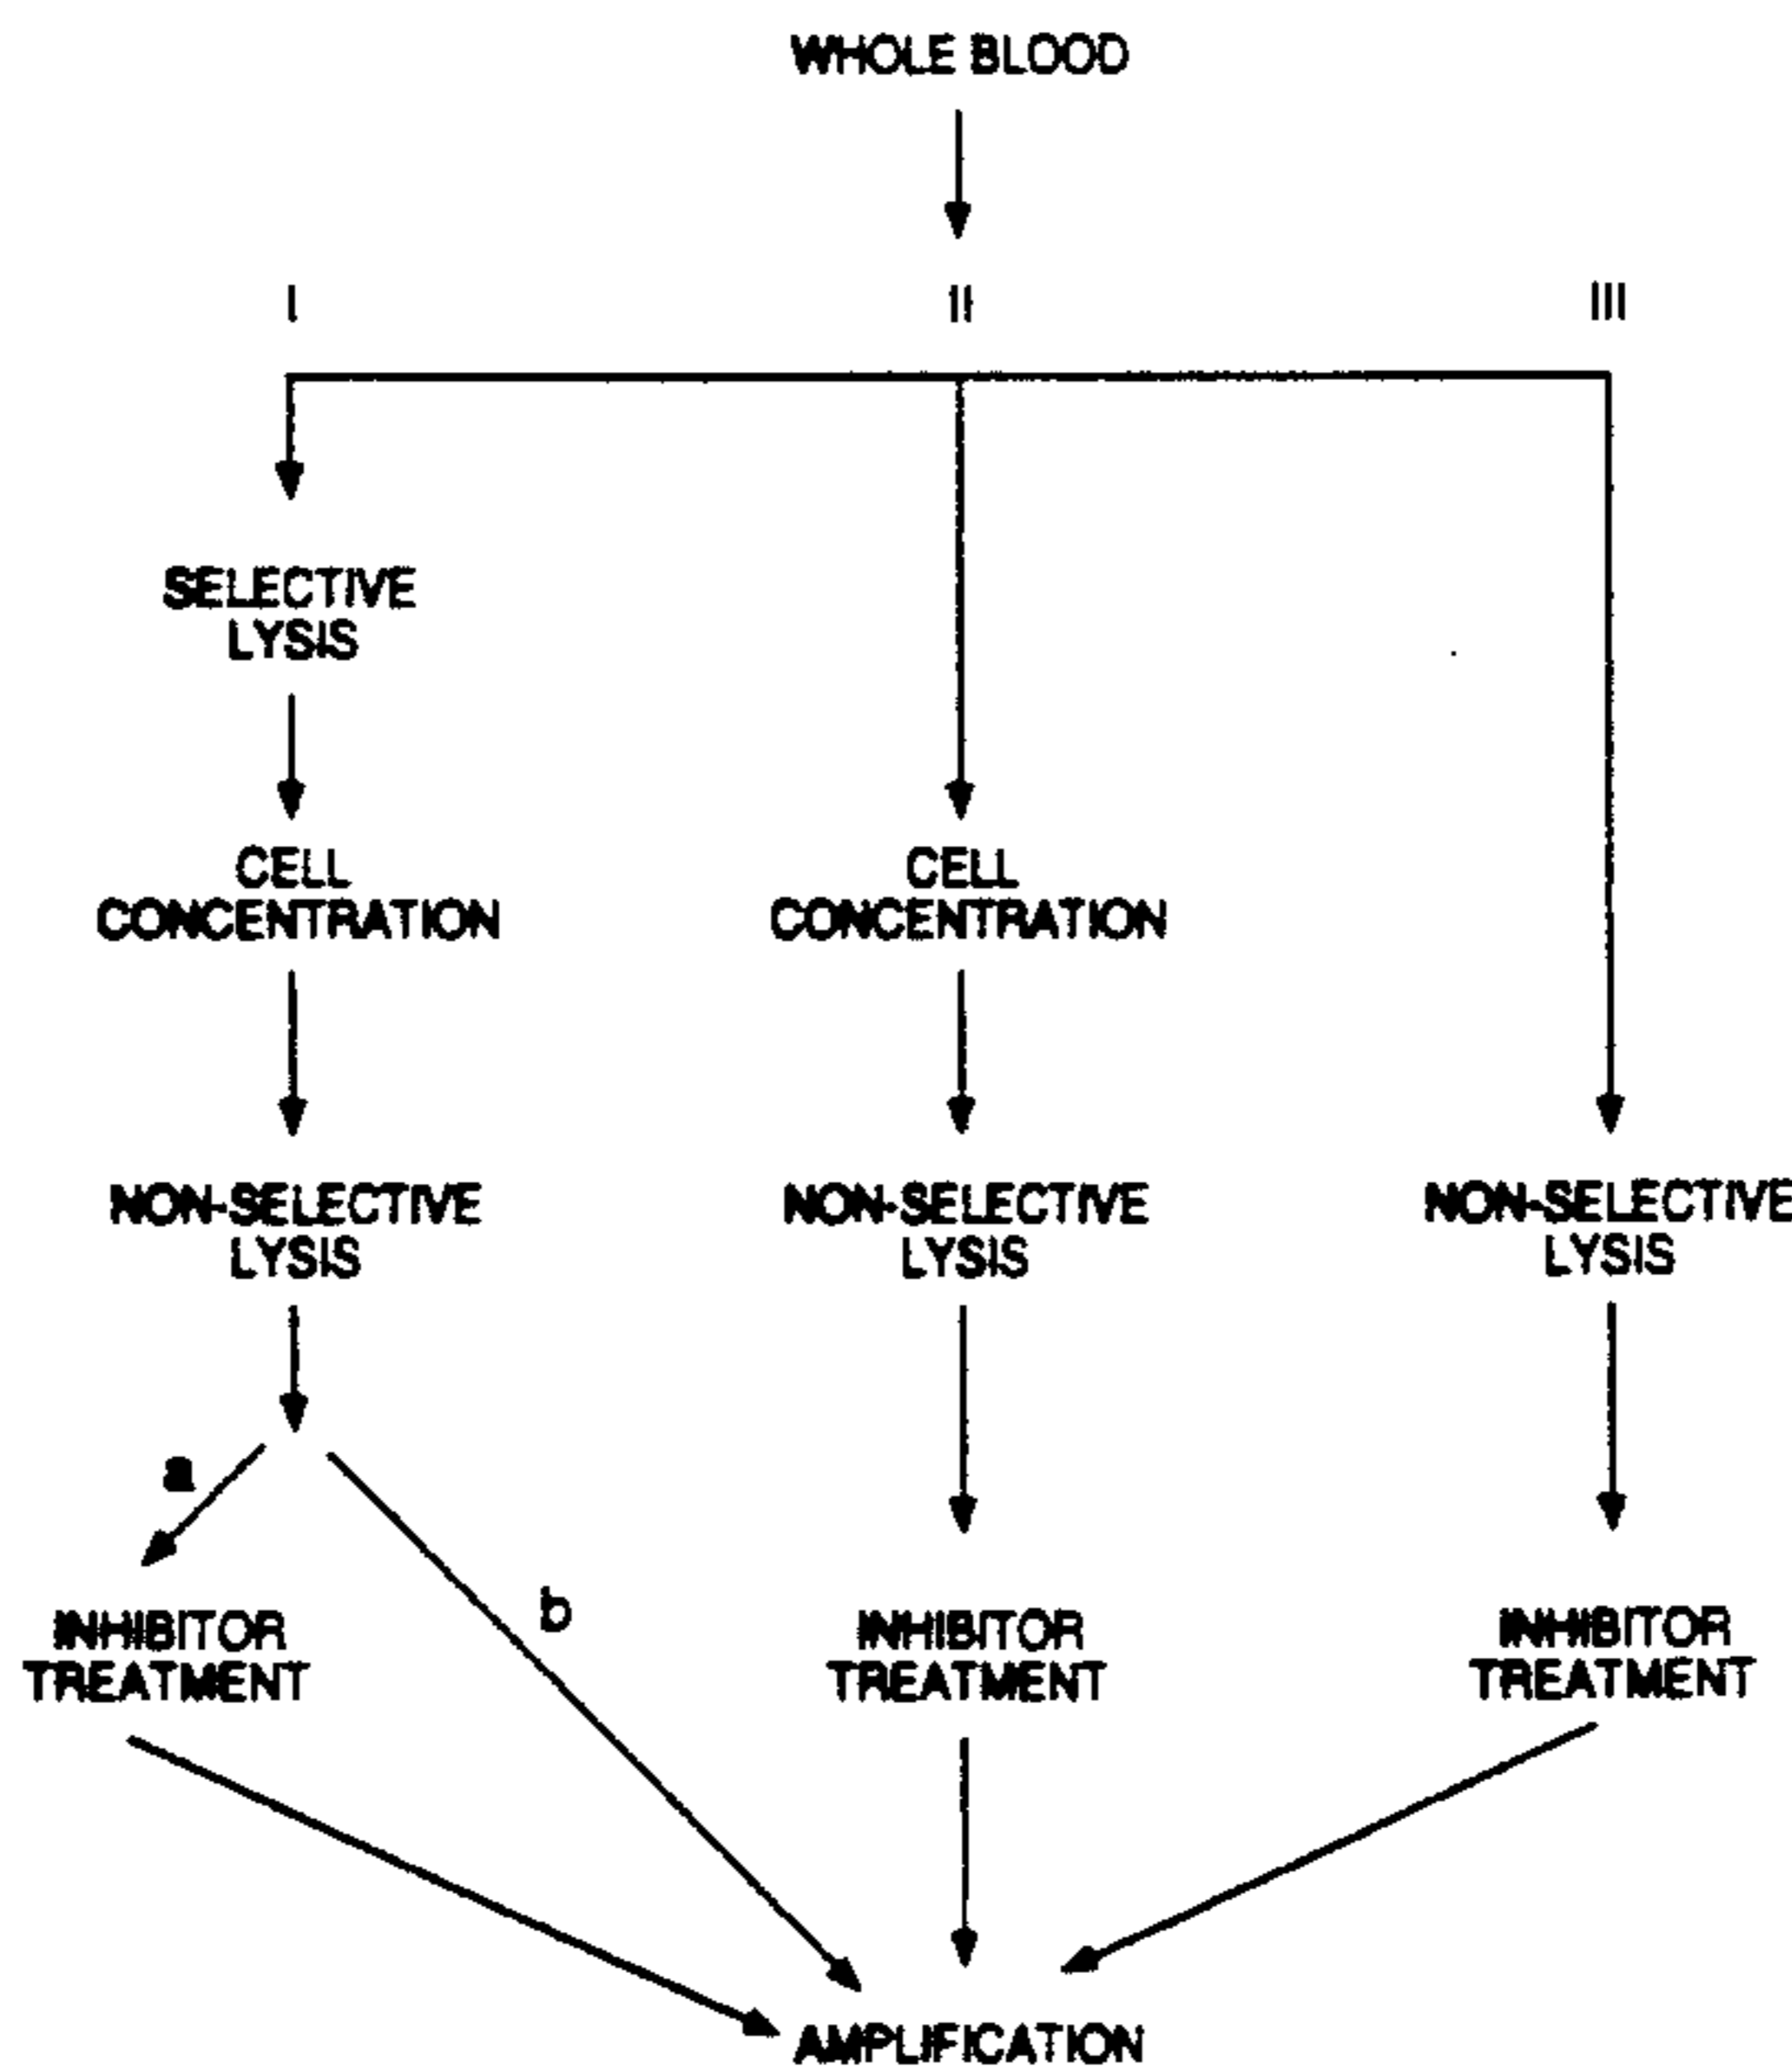 WHOLE BLOOD
I
II
III
SELECTIVE
LYSIS
CELL
CONCENTRATION
CELL
CONCENTRATION
NON-SELECTIVE
LYSIS
NON-SELECTIVE
LYSIS
NON-SELECTIVE
LYSIS
a
b
INHIBITOR
TREATMENT
INHIBITOR
TREATMENT
INHIBITOR
TREATMENT
AMPLIFICATION